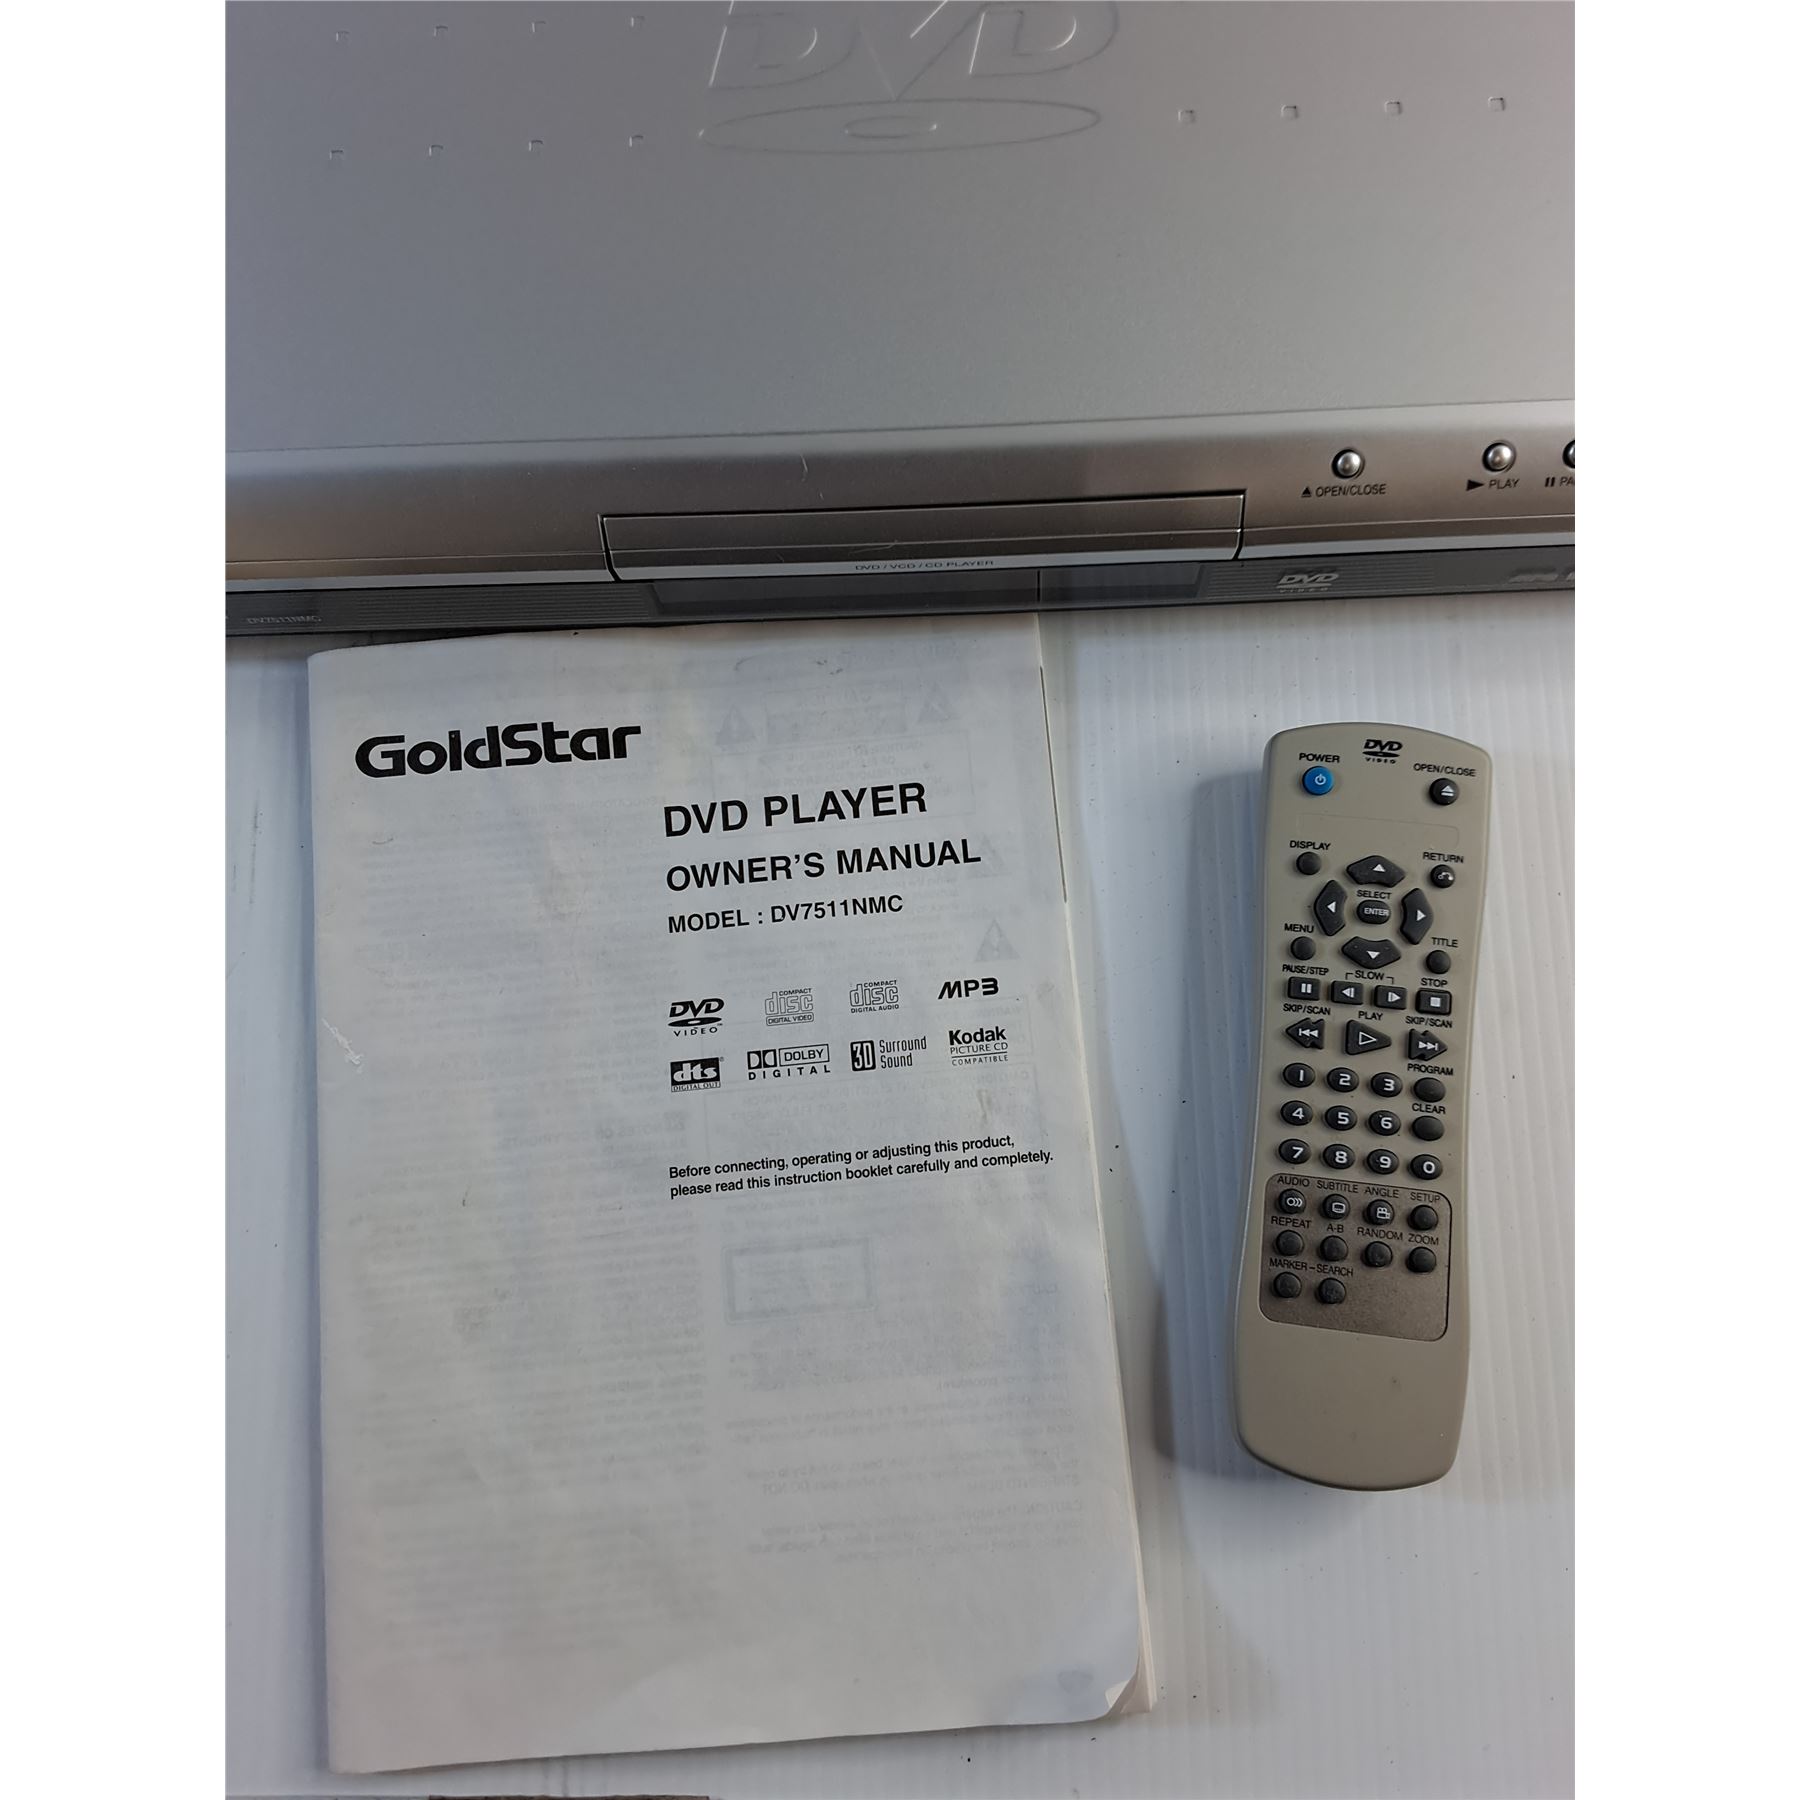 DVD
OPEN/CLOSE
PLAY
DVD / VCD / CD PLAYER
DVD
VIDEO
DV7511NMC
GoldStar
DVD PLAYER
OWNER'S MANUAL
MODEL : DV7511NMC
DVD
VIDEO
COMPACT
disc
DIGITAL VIDEO
COMPACT
disc
DIGITAL AUDIO
MP3
dts
DIGITAL OUT
DOLBY
DIGITAL
3D Surround
Sound
Kodak
PICTURE CD
COMPATIBLE
Before connecting, operating or adjusting this product,
please read this instruction booklet carefully and completely.
DVD
VIDEO
POWER
OPEN/CLOSE
DISPLAY
RETURN
SELECT
ENTER
MENU
TITLE
PAUSE/STEP
SLOW
STOP
SKIP/SCAN
PLAY
SKIP/SCAN
1 2 3
PROGRAM
4 5 6
CLEAR
7 8 9 0
AUDIO SUBTITLE ANGLE SETUP
REPEAT A-B RANDOM ZOOM
MARKER – SEARCH